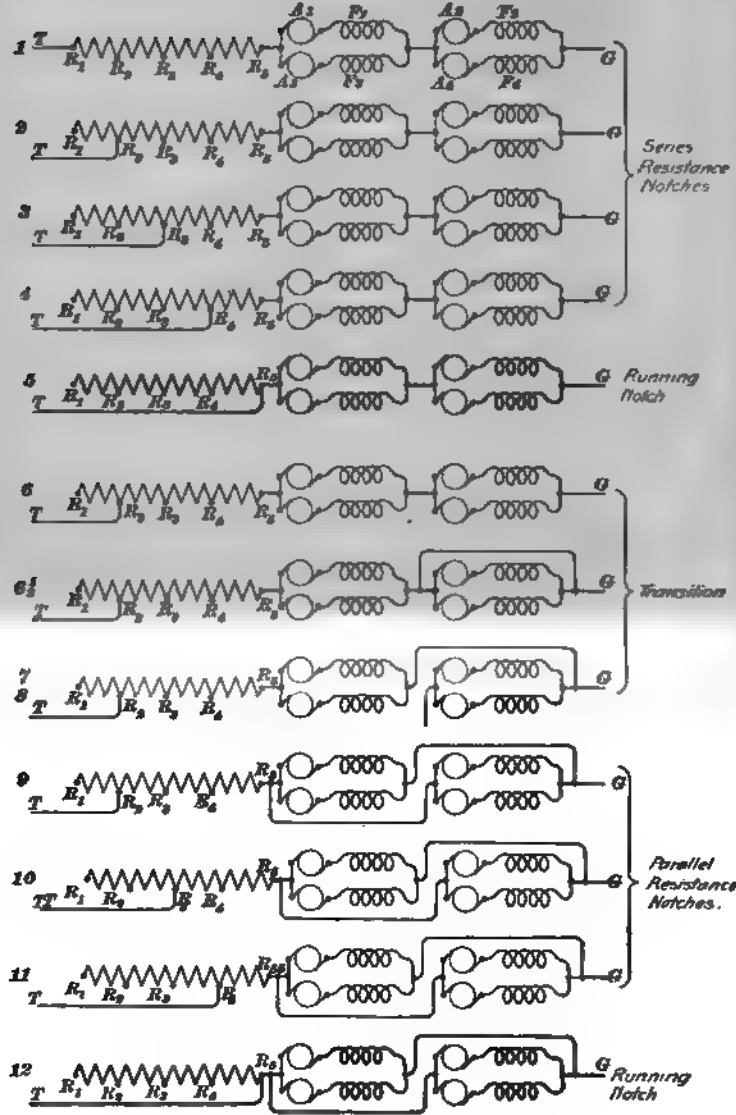 A1 F1 A2 F2
1 T R1 R2 R3 R4 R5 G
A3 F3 A4 F4
2 T R1 R2 R3 R4 R5 G
Series
Resistance
Notches
3 T R1 R2 R3 R4 R5 G
4 T R1 R2 R3 R4 R5 G
5 T R1 R2 R3 R4 R5 G Running
Notch
6 T R1 R2 R3 R4 R5 G
6½ T R1 R2 R3 R4 R5 G Transition
7
8 T R1 R2 R3 R4 R5 G
9 T R1 R2 R3 R4 R5 G
10 T R1 R2 R3 R4 R5 G
Parallel
Resistance
Notches.
11 T R1 R2 R3 R4 R5 G
12 T R1 R2 R3 R4 R5 G Running
Notch